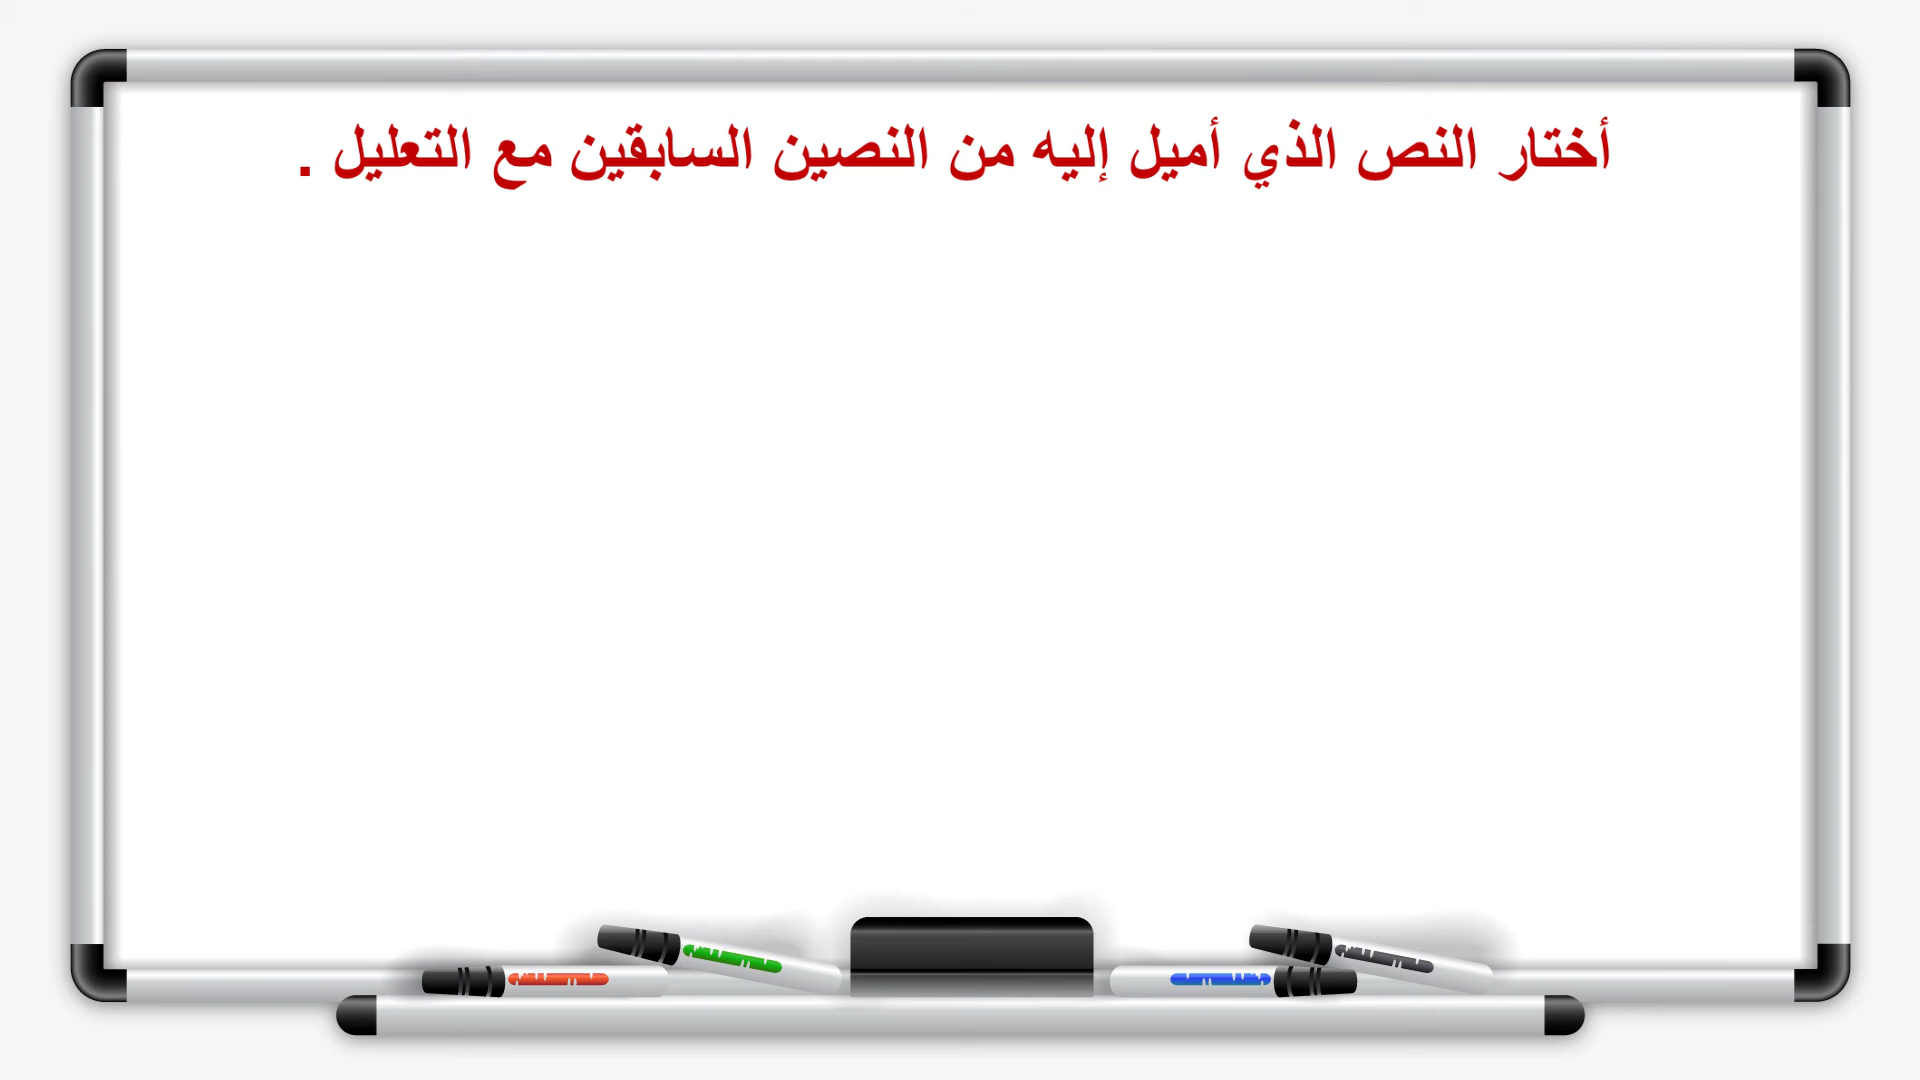 أختار النص الذي أميل إليه من النصين السابقين مع التعليل .